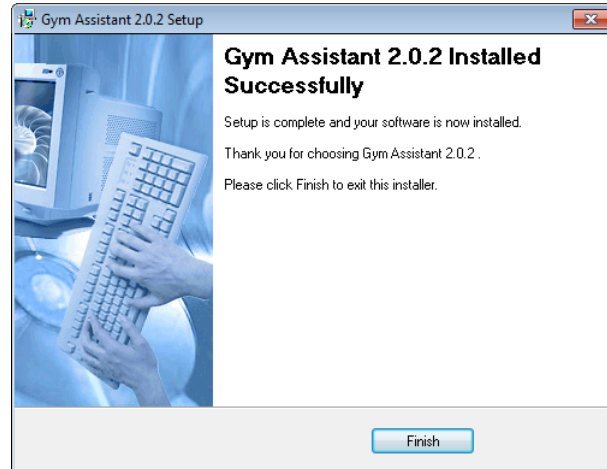 Gym Assistant 2.0.2 Setup
Gym Assistant 2.0.2 Installed
Successfully
Setup is complete and your software is now installed.
Thank you for choosing Gym Assistant 2.0.2 .
Please click Finish to exit this installer.
Finish